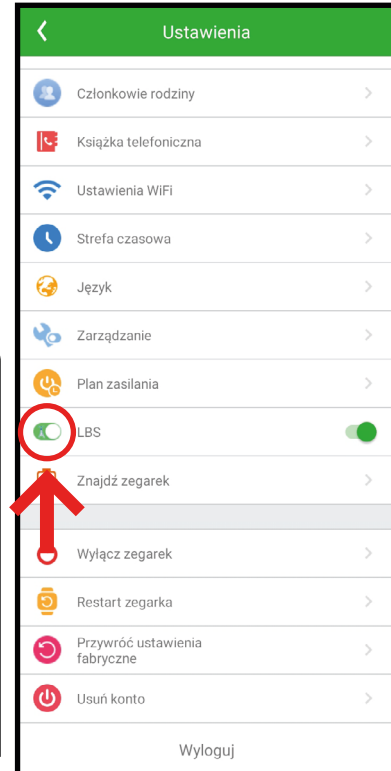 Ustawienia
Członkowie rodziny
Książka telefoniczna
Ustawienia WiFi
Strefa czasowa
Język
Zarządzanie
Plan zasilania
LBS
Znajdź zegarek
Wyłącz zegarek
Restart zegarka
Przywróć ustawienia
fabryczne
Usuń konto
Wyloguj